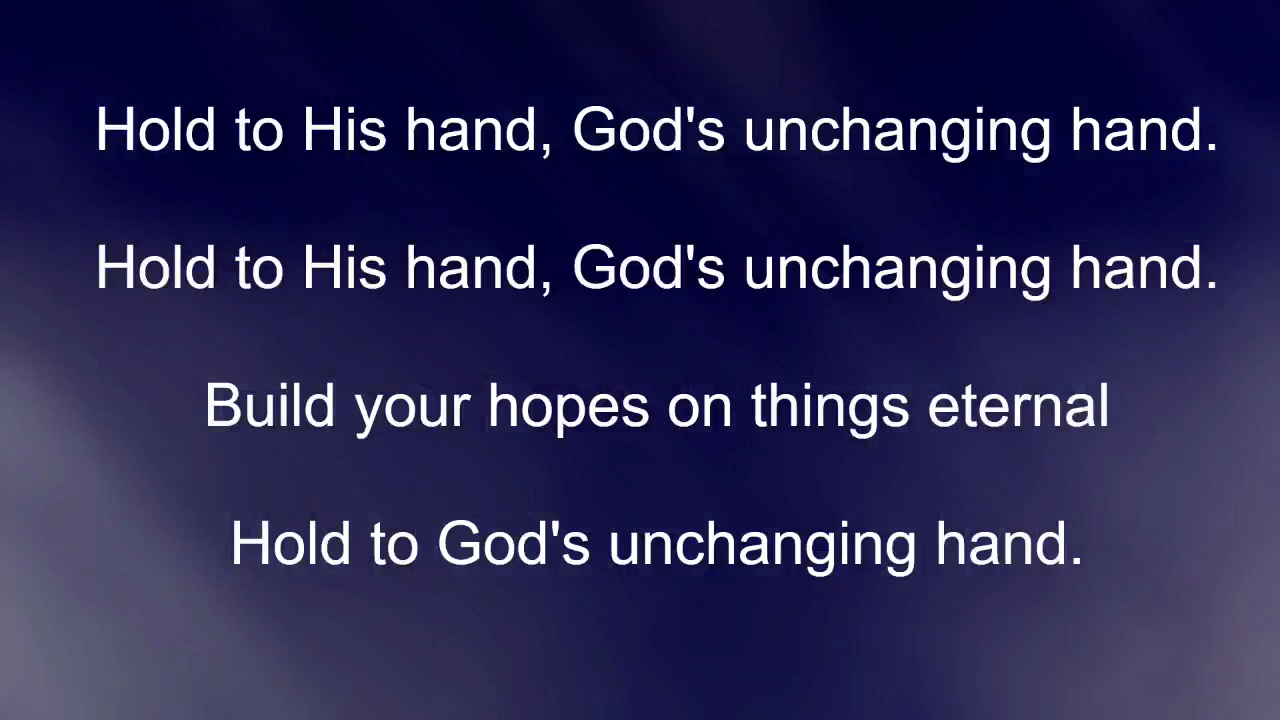 Hold to His hand, God's unchanging hand.
Hold to His hand, God's unchanging hand.
Build your hopes on things eternal
Hold to God's unchanging hand.